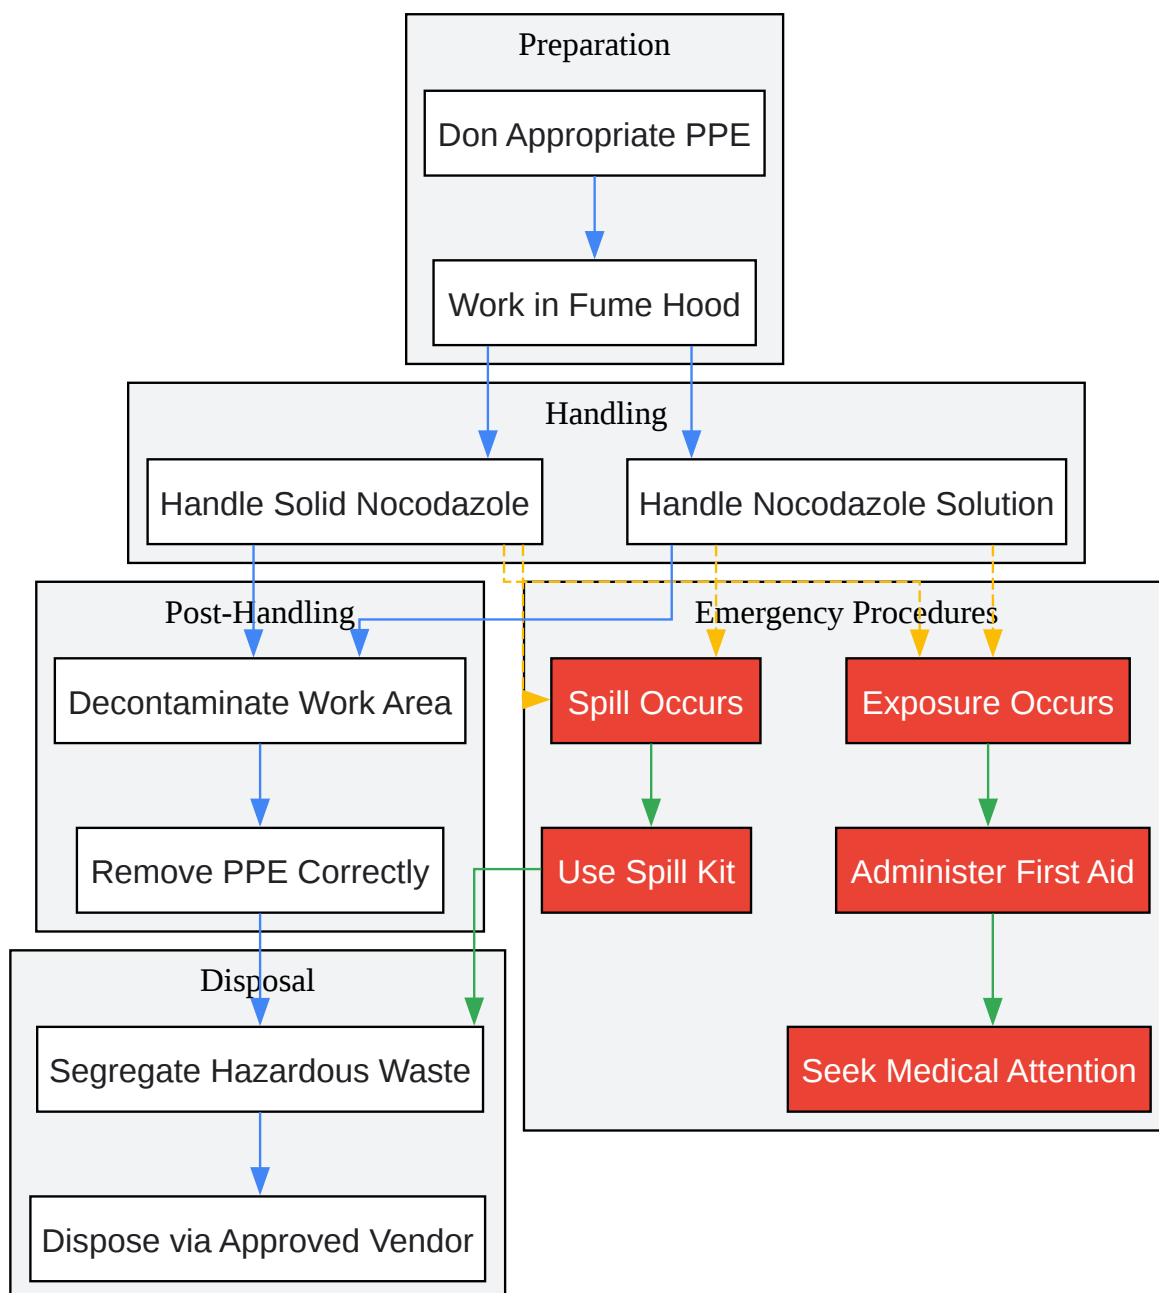 Preparation
Don Appropriate PPE
Work in Fume Hood
Handling
Handle Solid Nocodazole
Handle Nocodazole Solution
Post-Handling
Emergency Procedures
Decontaminate Work Area
Spill Occurs
Exposure Occurs
Remove PPE Correctly
Use Spill Kit
Administer First Aid
Disposal
Segregate Hazardous Waste
Seek Medical Attention
Dispose via Approved Vendor